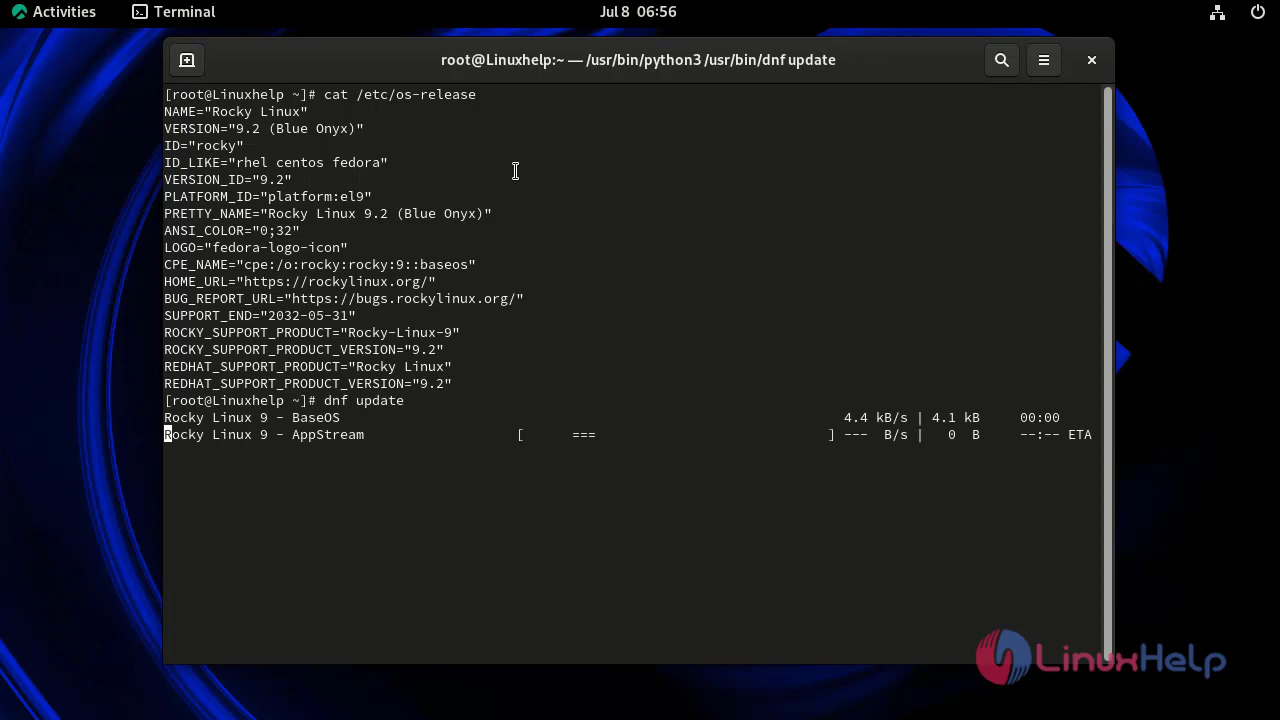 Activities Terminal Jul 8 06:56
root@Linuxhelp:~ — /usr/bin/python3 /usr/bin/dnf update
[root@Linuxhelp ~]# cat /etc/os-release
NAME="Rocky Linux"
VERSION="9.2 (Blue Onyx)"
ID="rocky"
ID_LIKE="rhel centos fedora"
VERSION_ID="9.2"
PLATFORM_ID="platform:el9"
PRETTY_NAME="Rocky Linux 9.2 (Blue Onyx)"
ANSI_COLOR="0;32"
LOGO="fedora-logo-icon"
CPE_NAME="cpe:/o:rocky:rocky:9::baseos"
HOME_URL="https://rockylinux.org/"
BUG_REPORT_URL="https://bugs.rockylinux.org/"
SUPPORT_END="2032-05-31"
ROCKY_SUPPORT_PRODUCT="Rocky-Linux-9"
ROCKY_SUPPORT_PRODUCT_VERSION="9.2"
REDHAT_SUPPORT_PRODUCT="Rocky Linux"
REDHAT_SUPPORT_PRODUCT_VERSION="9.2"
[root@Linuxhelp ~]# dnf update
Rocky Linux 9 - BaseOS 4.4 kB/s | 4.1 kB 00:00
Rocky Linux 9 - AppStream [ === ] --- B/s | 0 B --:-- ETA
LinuxHelp